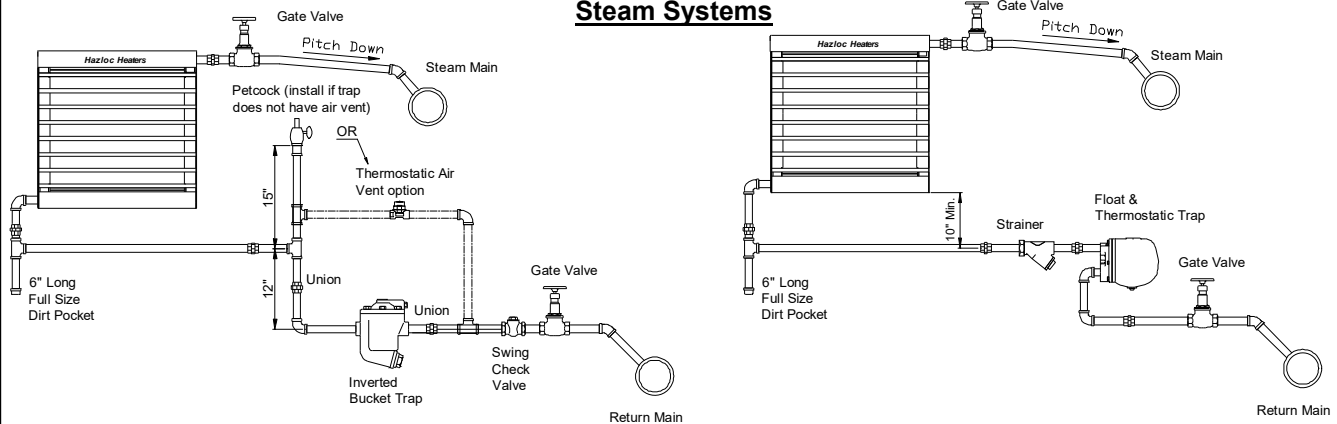 Steam Systems
Gate Valve
Pitch Down
Hazloc Heaters
Steam Main
Petcock (install if trap
does not have air vent)
OR
Thermostatic Air
Vent option
15"
12"
6" Long
Full Size
Dirt Pocket
Union
Union
Gate Valve
Inverted
Bucket Trap
Swing
Check
Valve
Return Main
Gate Valve
Pitch Down
Hazloc Heaters
Steam Main
10" Min.
Strainer
Float &
Thermostatic Trap
Gate Valve
6" Long
Full Size
Dirt Pocket
Return Main